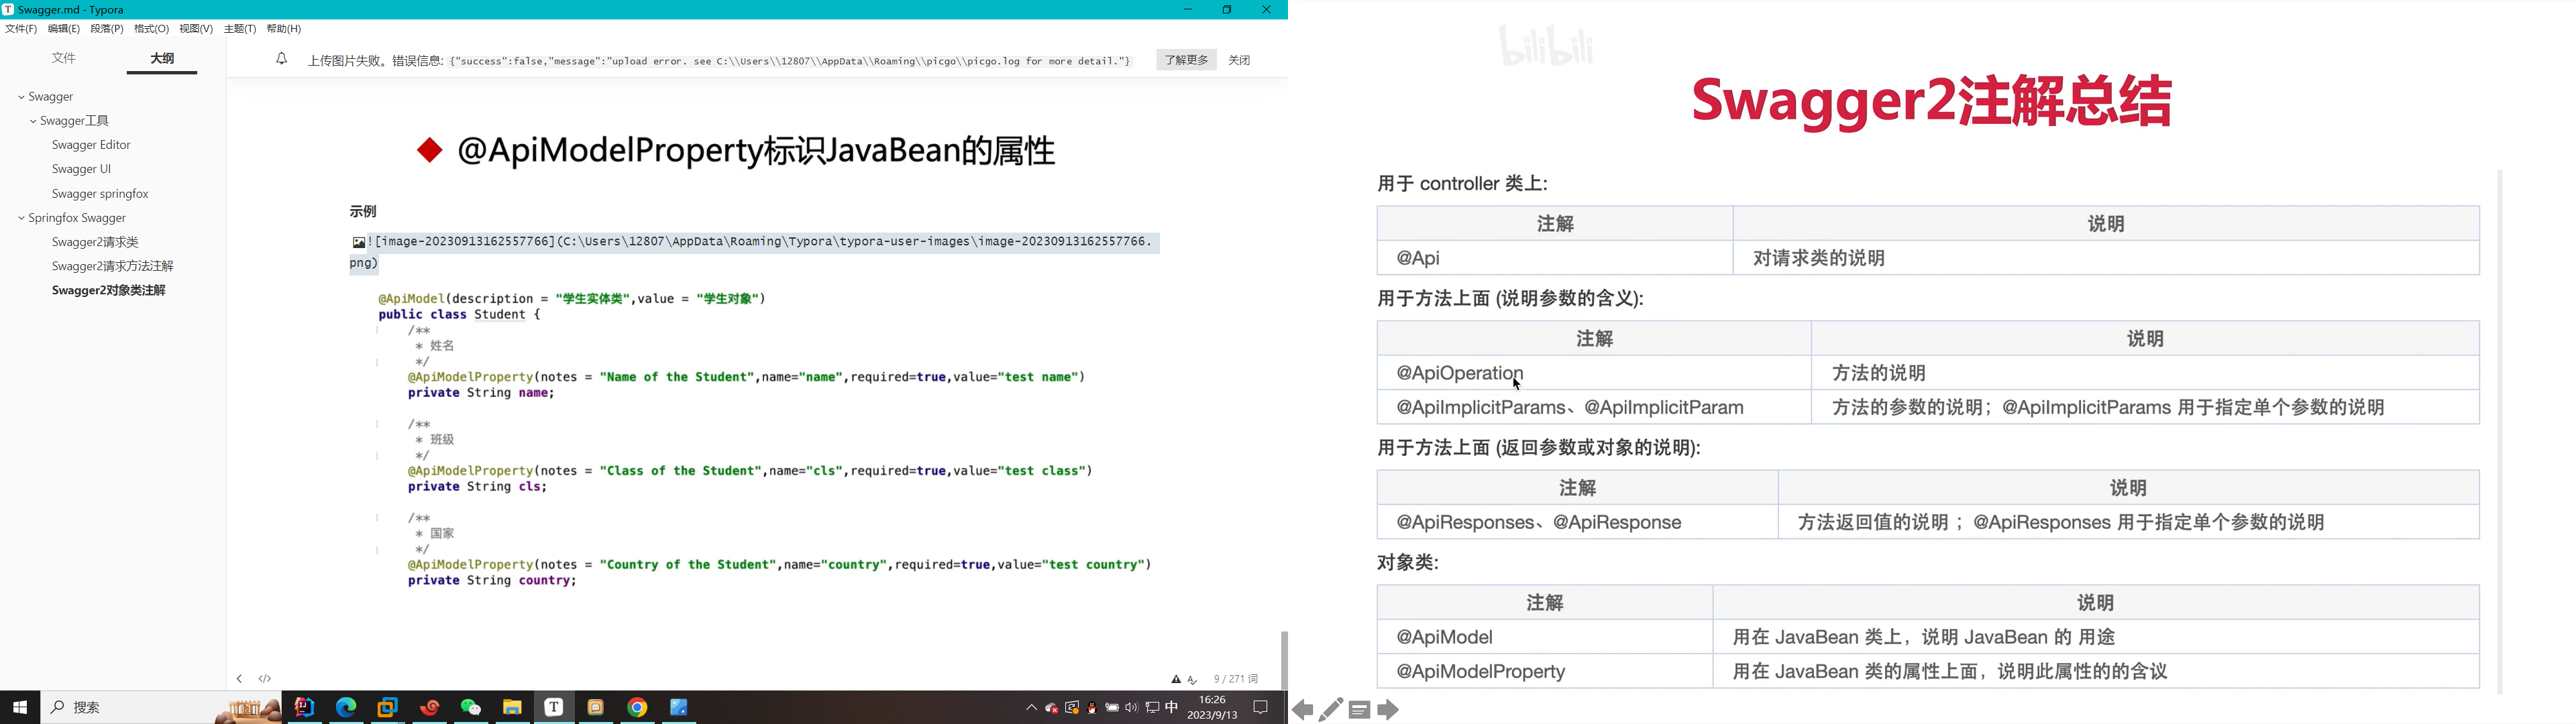 Swagger.md - Typora
文件(F) 编辑(E) 段落(P) 格式(O) 视图(V) 主题(T) 帮助(H)
文件 大纲
上传图片失败。错误信息: {"success":false,"message":"upload error. see C:\\Users\\12807\\AppData\\Roaming\\picgo\\picgo.log for more detail."} 了解更多 关闭
Swagger
Swagger工具
Swagger Editor
Swagger UI
Swagger springfox
Springfox Swagger
Swagger2请求类
Swagger2请求方法注解
Swagger2对象类注解
@ApiModelProperty标识JavaBean的属性
示例
![image-20230913162557766](C:\Users\12807\AppData\Roaming\Typora\typora-user-images\image-20230913162557766.
png)
@ApiModel(description = "学生实体类",value = "学生对象")
public class Student {
/**
* 姓名
*/
@ApiModelProperty(notes = "Name of the Student",name="name",required=true,value="test name")
private String name;
/**
* 班级
*/
@ApiModelProperty(notes = "Class of the Student",name="cls",required=true,value="test class")
private String cls;
/**
* 国家
*/
@ApiModelProperty(notes = "Country of the Student",name="country",required=true,value="test country")
private String country;
</>
9 / 271 词
搜索
中
16:26
2023/9/13
bilibili
Swagger2注解总结
用于 controller 类上:
注解 说明
@Api 对请求类的说明
用于方法上面 (说明参数的含义):
注解 说明
@ApiOperation 方法的说明
@ApiImplicitParams、@ApiImplicitParam 方法的参数的说明；@ApiImplicitParams 用于指定单个参数的说明
用于方法上面 (返回参数或对象的说明):
注解 说明
@ApiResponses、@ApiResponse 方法返回值的说明 ；@ApiResponses 用于指定单个参数的说明
对象类:
注解 说明
@ApiModel 用在 JavaBean 类上，说明 JavaBean 的 用途
@ApiModelProperty 用在 JavaBean 类的属性上面，说明此属性的的含议